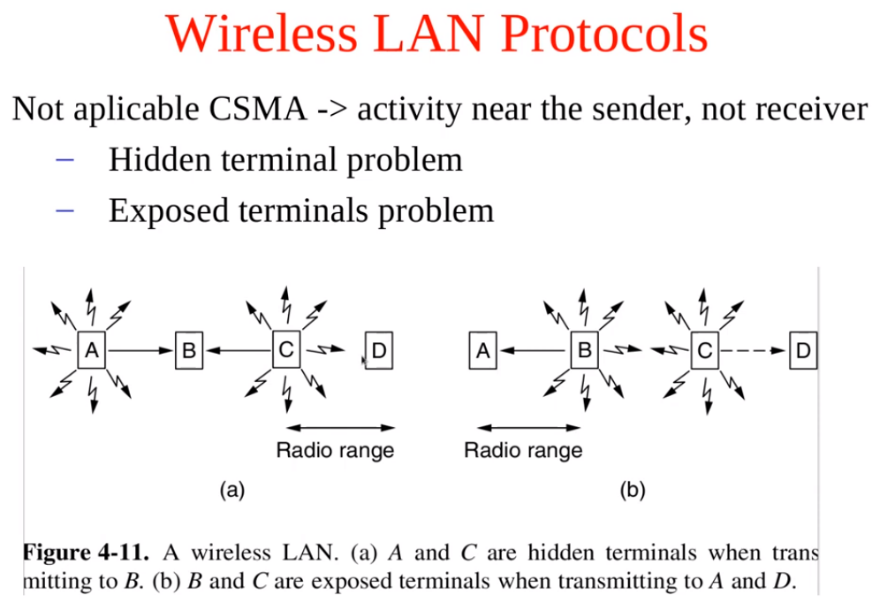 Wireless LAN Protocols
Not aplicable CSMA -> activity near the sender, not receiver
– Hidden terminal problem
– Exposed terminals problem
A B C D
A B C D
Radio range
Radio range
(a)
(b)
Figure 4-11. A wireless LAN. (a) A and C are hidden terminals when trans
mitting to B. (b) B and C are exposed terminals when transmitting to A and D.